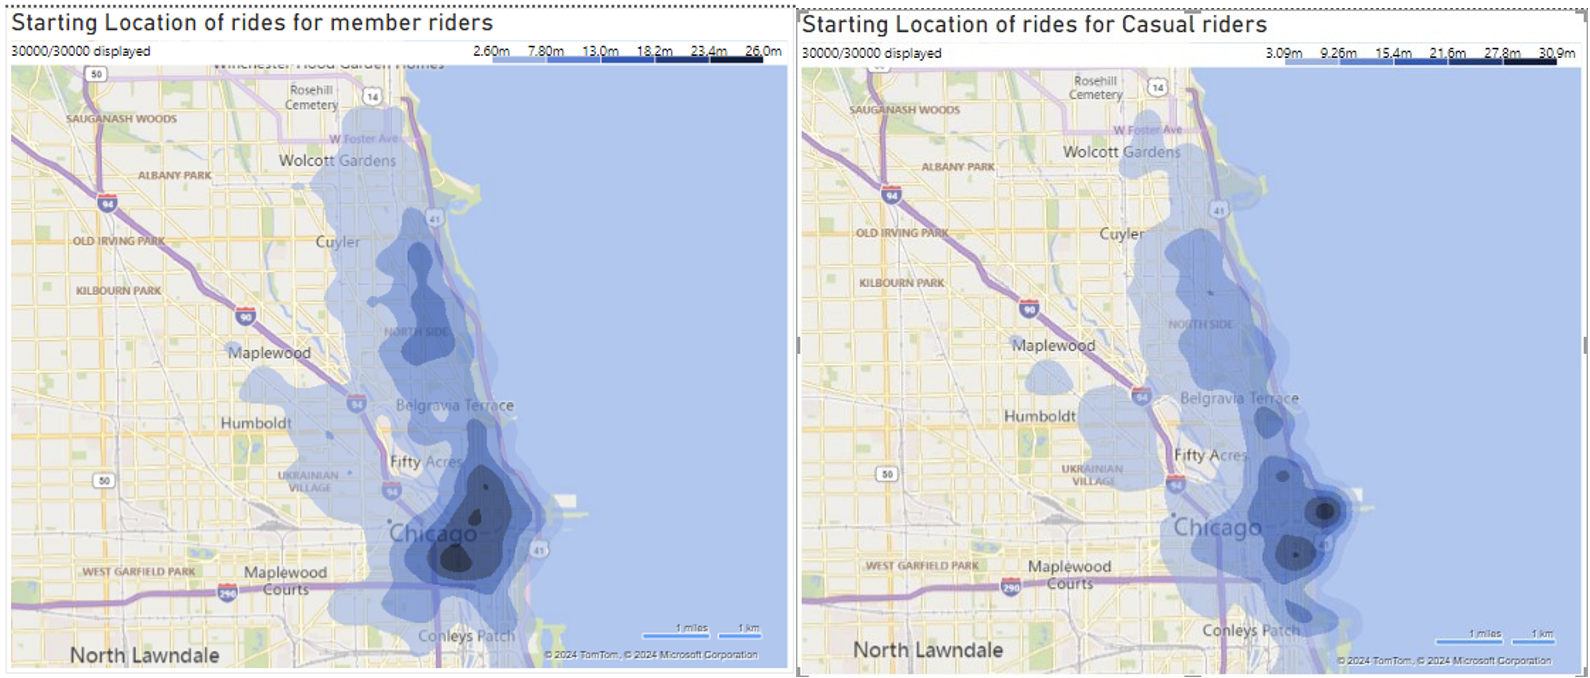 Starting Location of rides for member riders
30000/30000 displayed
2.60m 7.80m 13.0m 18.2m 23.4m 26.0m
50
Rosehill
Cemetery
14
SAUGANASH WOODS
W Foster Ave
Wolcott Gardens
ALBANY PARK
94
41
OLD IRVING PARK
Cuyler
KILBOURN PARK
90
NORTH SIDE
Maplewood
94
Belgravia Terrace
Humboldt
Fifty Acres
50
UKRAINIAN
VILLAGE
94
Chicago
41
WEST GARFIELD PARK
Maplewood
Courts
290
Conleys Patch
1 miles 1 km
North Lawndale
© 2024 TomTom, © 2024 Microsoft Corporation
Starting Location of rides for Casual riders
30000/30000 displayed
3.09m 9.26m 15.4m 21.6m 27.8m 30.9m
Rosehill
Cemetery
14
SAUGANASH WOODS
W Foster Ave
Wolcott Gardens
ALBANY PARK
94
41
OLD IRVING PARK
Cuyler
KILBOURN PARK
90
NORTH SIDE
Maplewood
94
Belgravia Terrace
Humboldt
Fifty Acres
50
UKRAINIAN
VILLAGE
94
Chicago
41
WEST GARFIELD PARK
Maplewood
Courts
290
Conleys Patch
1 miles 1 km
North Lawndale
© 2024 TomTom, © 2024 Microsoft Corporation